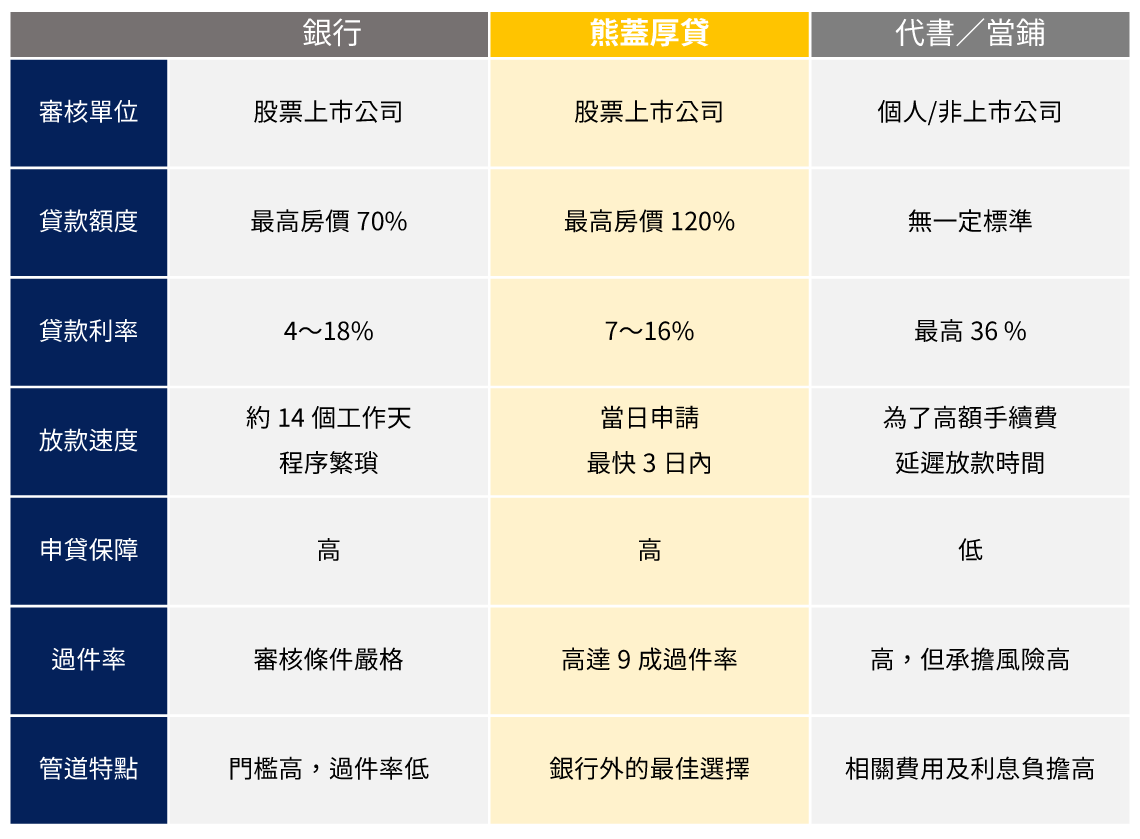 銀行 熊蓋厚貸 代書／當鋪
審核單位 股票上市公司 股票上市公司 個人/非上市公司
貸款額度 最高房價 70% 最高房價 120% 無一定標準
貸款利率 4～18% 7～16% 最高 36 %
放款速度 約 14 個工作天 當日申請 為了高額手續費
程序繁瑣 最快 3 日內 延遲放款時間
申貸保障 高 高 低
過件率 審核條件嚴格 高達 9 成過件率 高，但承擔風險高
管道特點 門檻高，過件率低 銀行外的最佳選擇 相關費用及利息負擔高